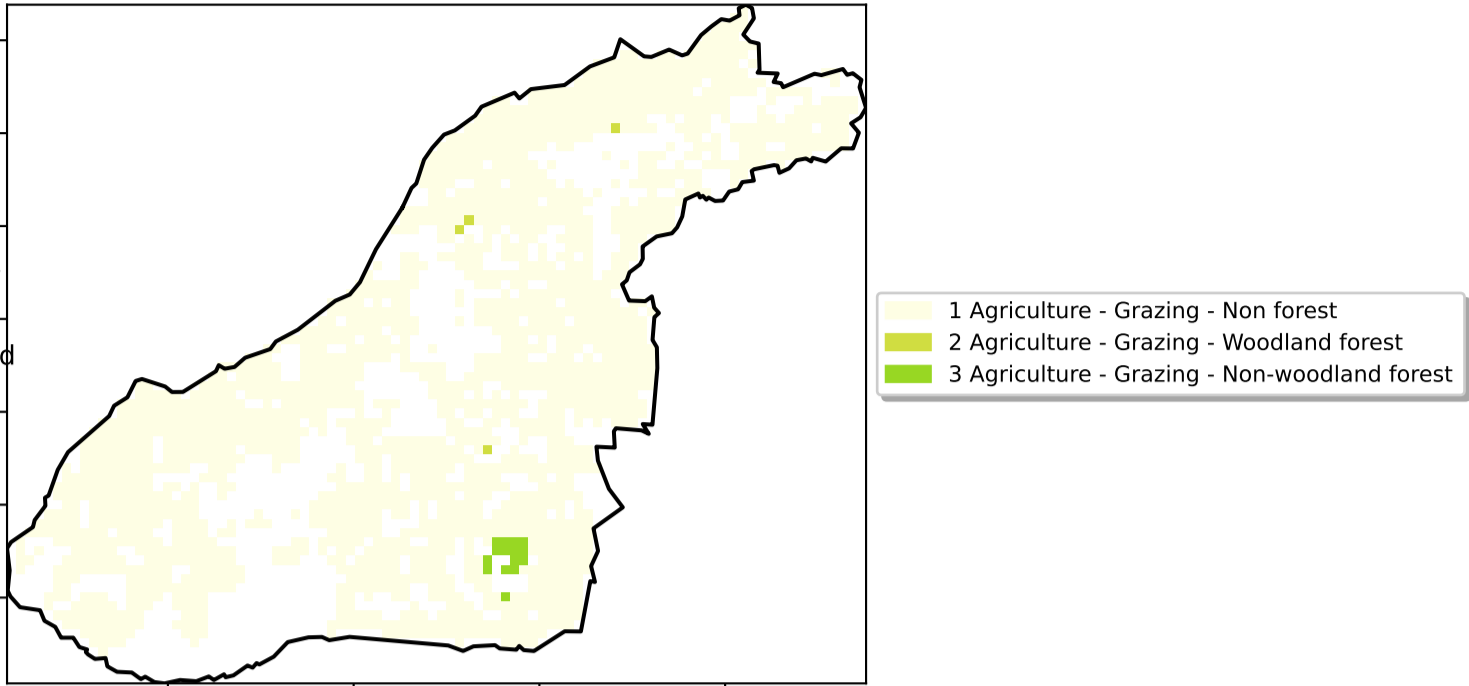 d
1 Agriculture - Grazing - Non forest
2 Agriculture - Grazing - Woodland forest
3 Agriculture - Grazing - Non-woodland forest